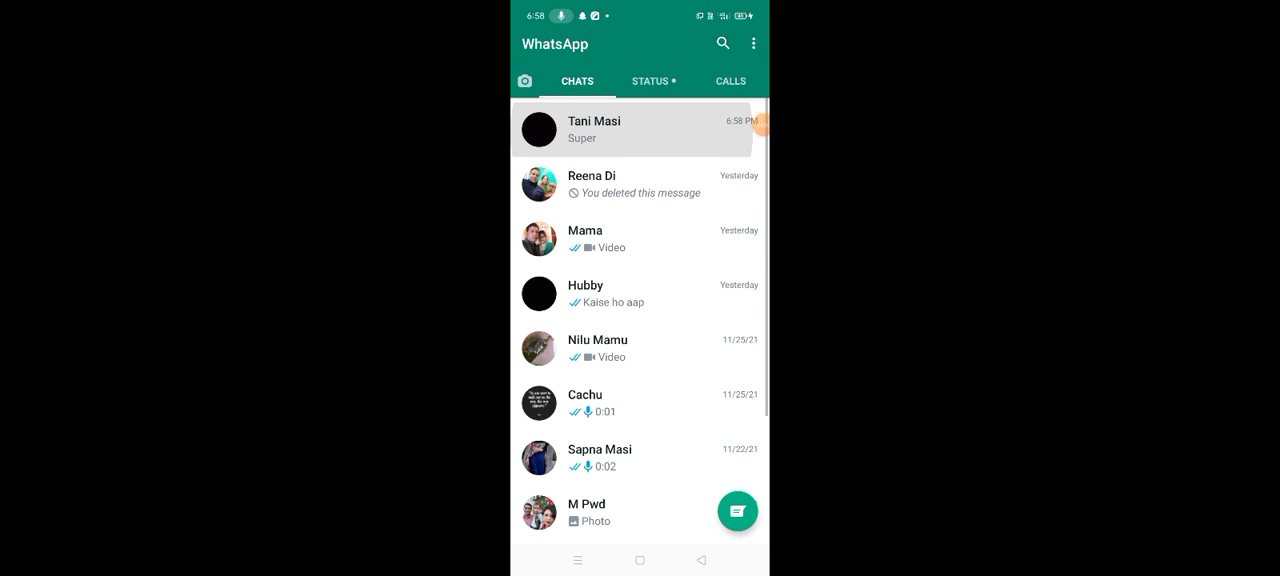 6:58
WhatsApp
CHATS STATUS CALLS
Tani Masi 6:58 PM
Super
Reena Di Yesterday
You deleted this message
Mama Yesterday
Video
Hubby Yesterday
Kaise ho aap
Nilu Mamu 11/25/21
Video
Cachu 11/25/21
0:01
Sapna Masi 11/22/21
0:02
M Pwd
Photo